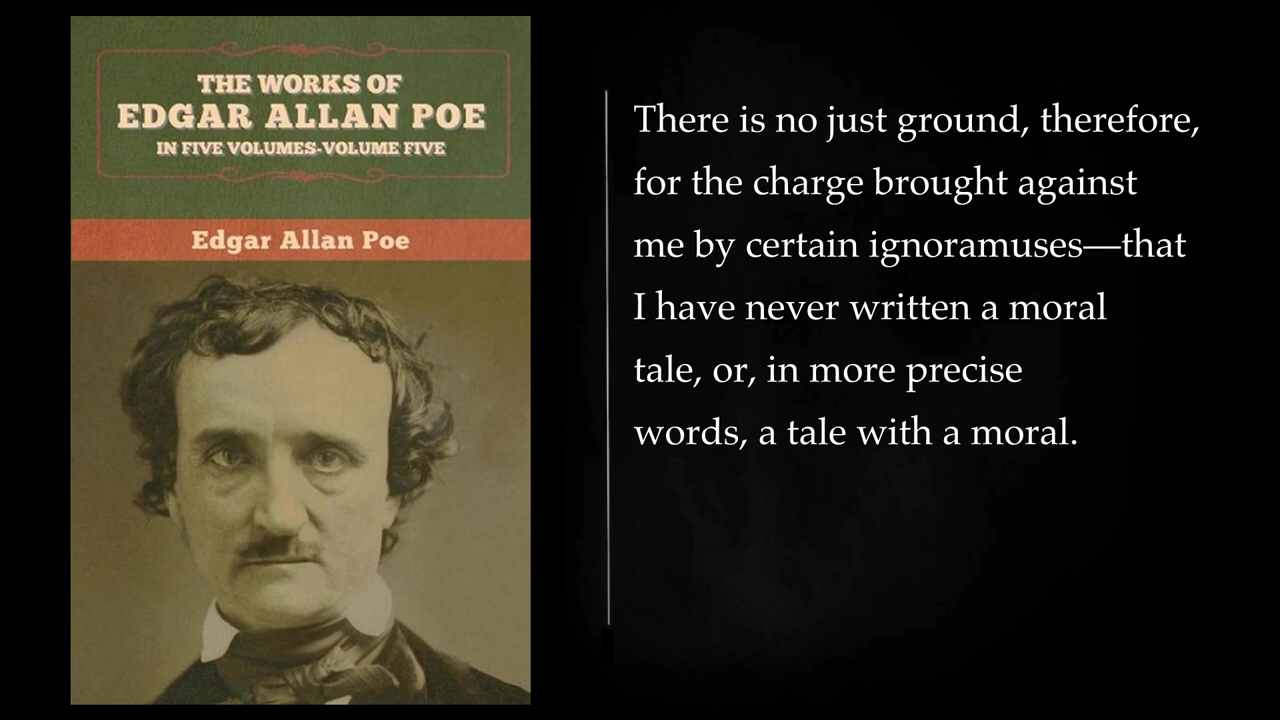 THE WORKS OF
EDGAR ALLAN POE
IN FIVE VOLUMES-VOLUME FIVE
Edgar Allan Poe
There is no just ground, therefore,
for the charge brought against
me by certain ignoramuses—that
I have never written a moral
tale, or, in more precise
words, a tale with a moral.